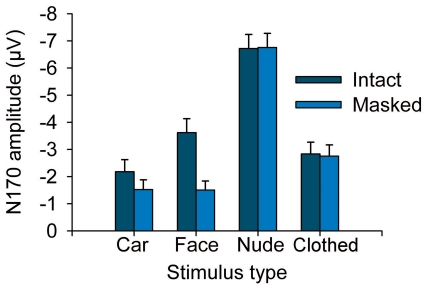 N170 amplitude (µV)
-8
-7
-6
-5
-4
-3
-2
-1
0
Intact
Masked
Car Face Nude Clothed
Stimulus type